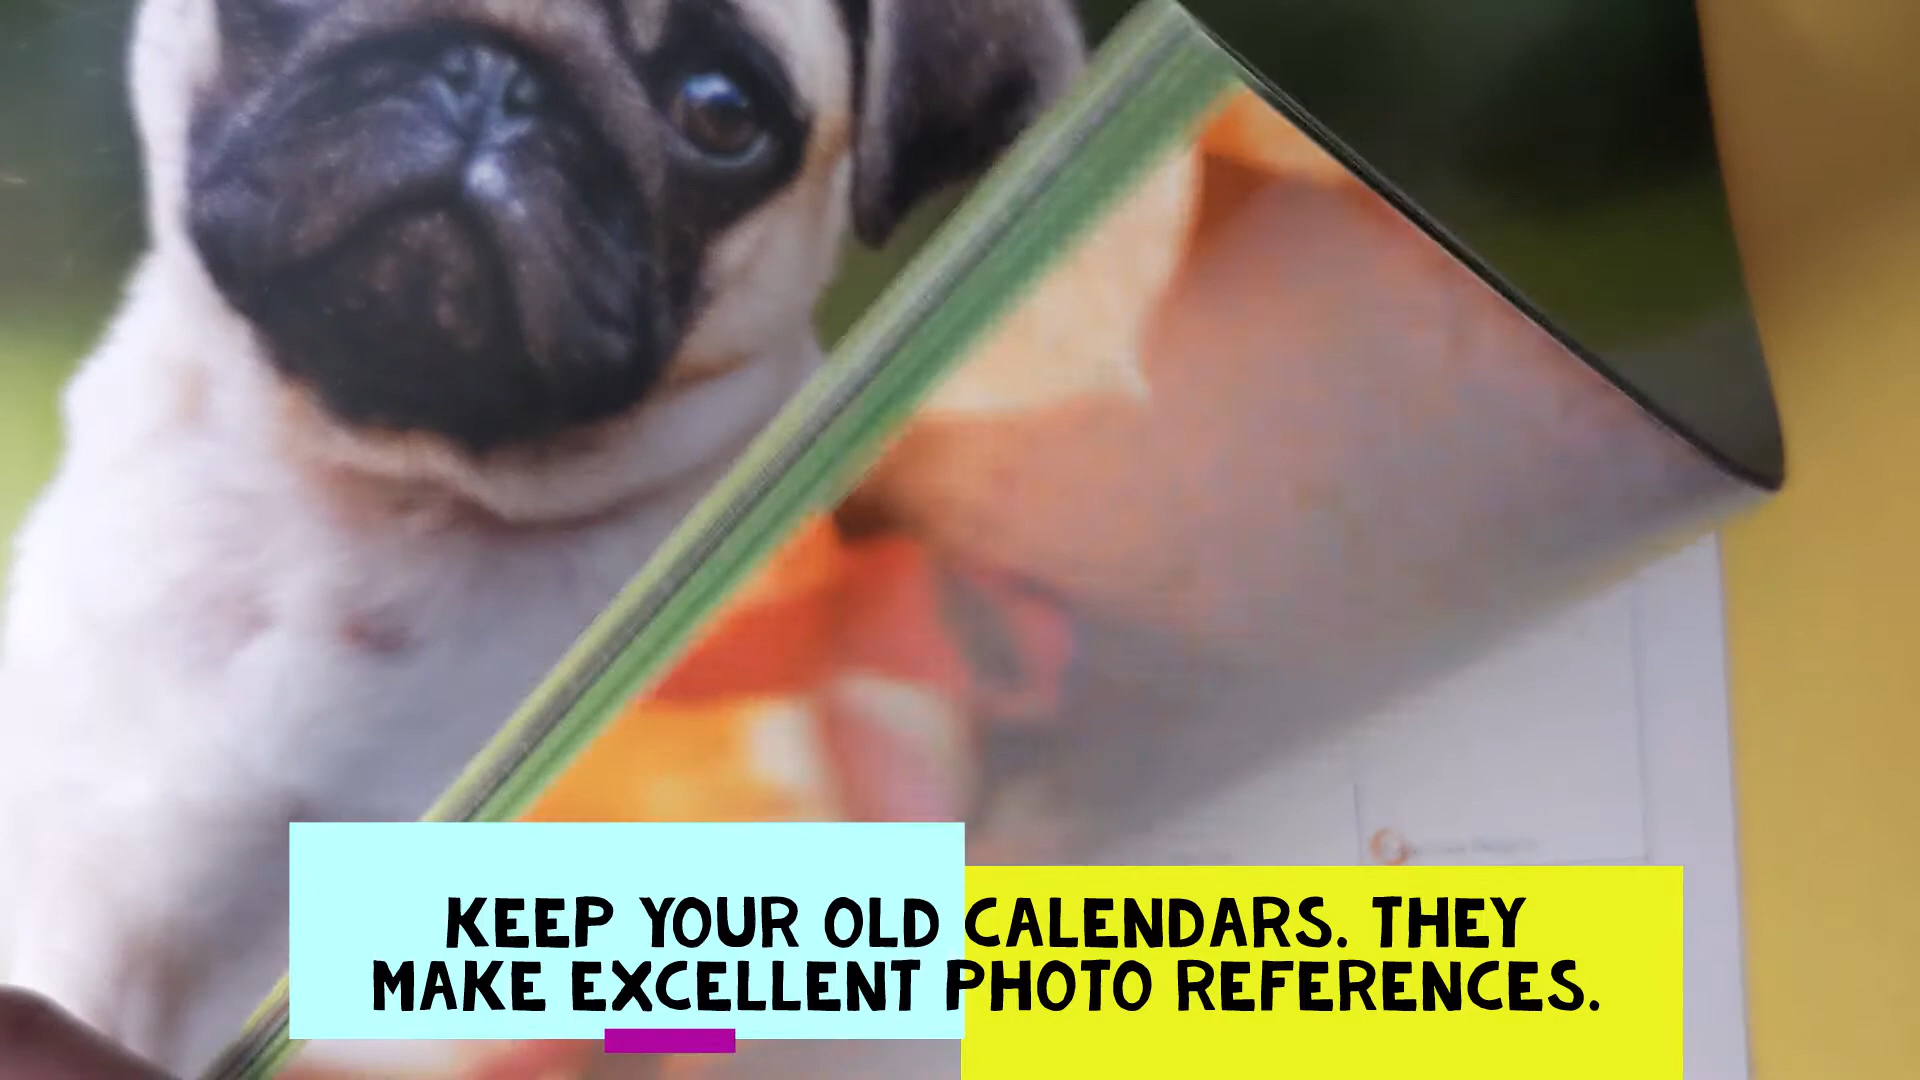 KEEP YOUR OLD CALENDARS. THEY
MAKE EXCELLENT PHOTO REFERENCES.